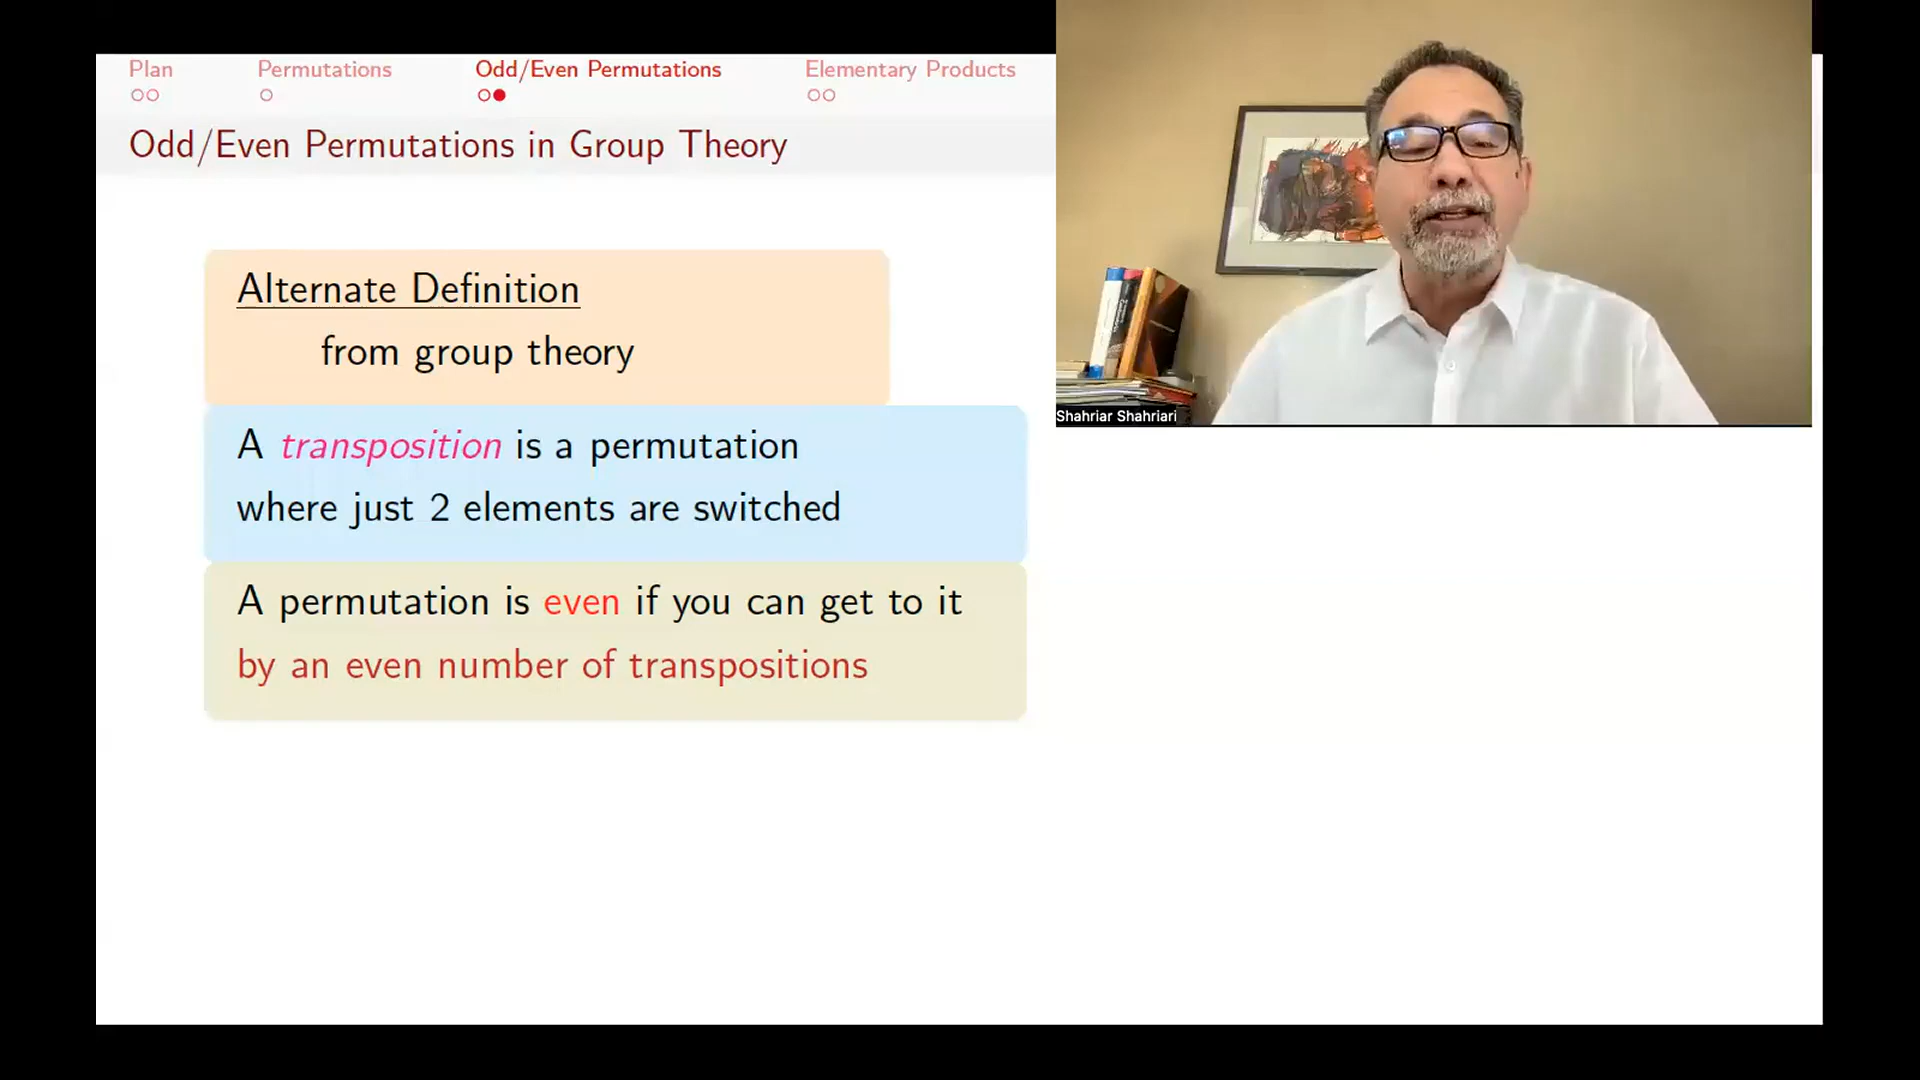 Plan Permutations Odd/Even Permutations Elementary Products
Odd/Even Permutations in Group Theory
Alternate Definition
from group theory
A transposition is a permutation
where just 2 elements are switched
A permutation is even if you can get to it
by an even number of transpositions
Shahriar Shahriari